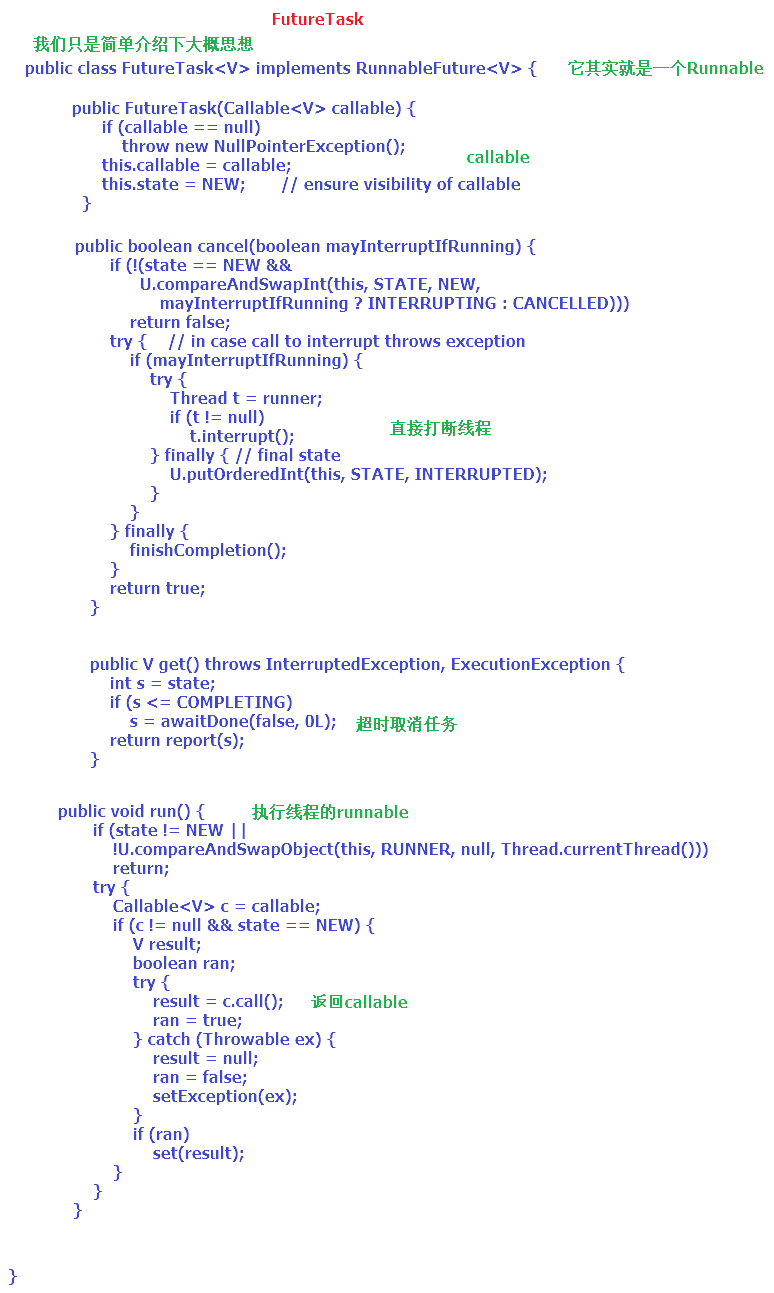 FutureTask
我们只是简单介绍下大概思想
public class FutureTask<V> implements RunnableFuture<V> { 它其实就是一个Runnable
public FutureTask(Callable<V> callable) {
if (callable == null)
throw new NullPointerException();
callable
this.callable = callable;
this.state = NEW; // ensure visibility of callable
}
public boolean cancel(boolean mayInterruptIfRunning) {
if (!(state == NEW &&
U.compareAndSwapInt(this, STATE, NEW,
mayInterruptIfRunning ? INTERRUPTING : CANCELLED)))
return false;
try { // in case call to interrupt throws exception
if (mayInterruptIfRunning) {
try {
Thread t = runner;
if (t != null)
t.interrupt(); 直接打断线程
} finally { // final state
U.putOrderedInt(this, STATE, INTERRUPTED);
}
}
} finally {
finishCompletion();
}
return true;
}
public V get() throws InterruptedException, ExecutionException {
int s = state;
if (s <= COMPLETING)
s = awaitDone(false, 0L); 超时取消任务
return report(s);
}
public void run() { 执行线程的runnable
if (state != NEW ||
!U.compareAndSwapObject(this, RUNNER, null, Thread.currentThread()))
return;
try {
Callable<V> c = callable;
if (c != null && state == NEW) {
V result;
boolean ran;
try {
result = c.call(); 返回callable
ran = true;
} catch (Throwable ex) {
result = null;
ran = false;
setException(ex);
}
if (ran)
set(result);
}
}
}
}